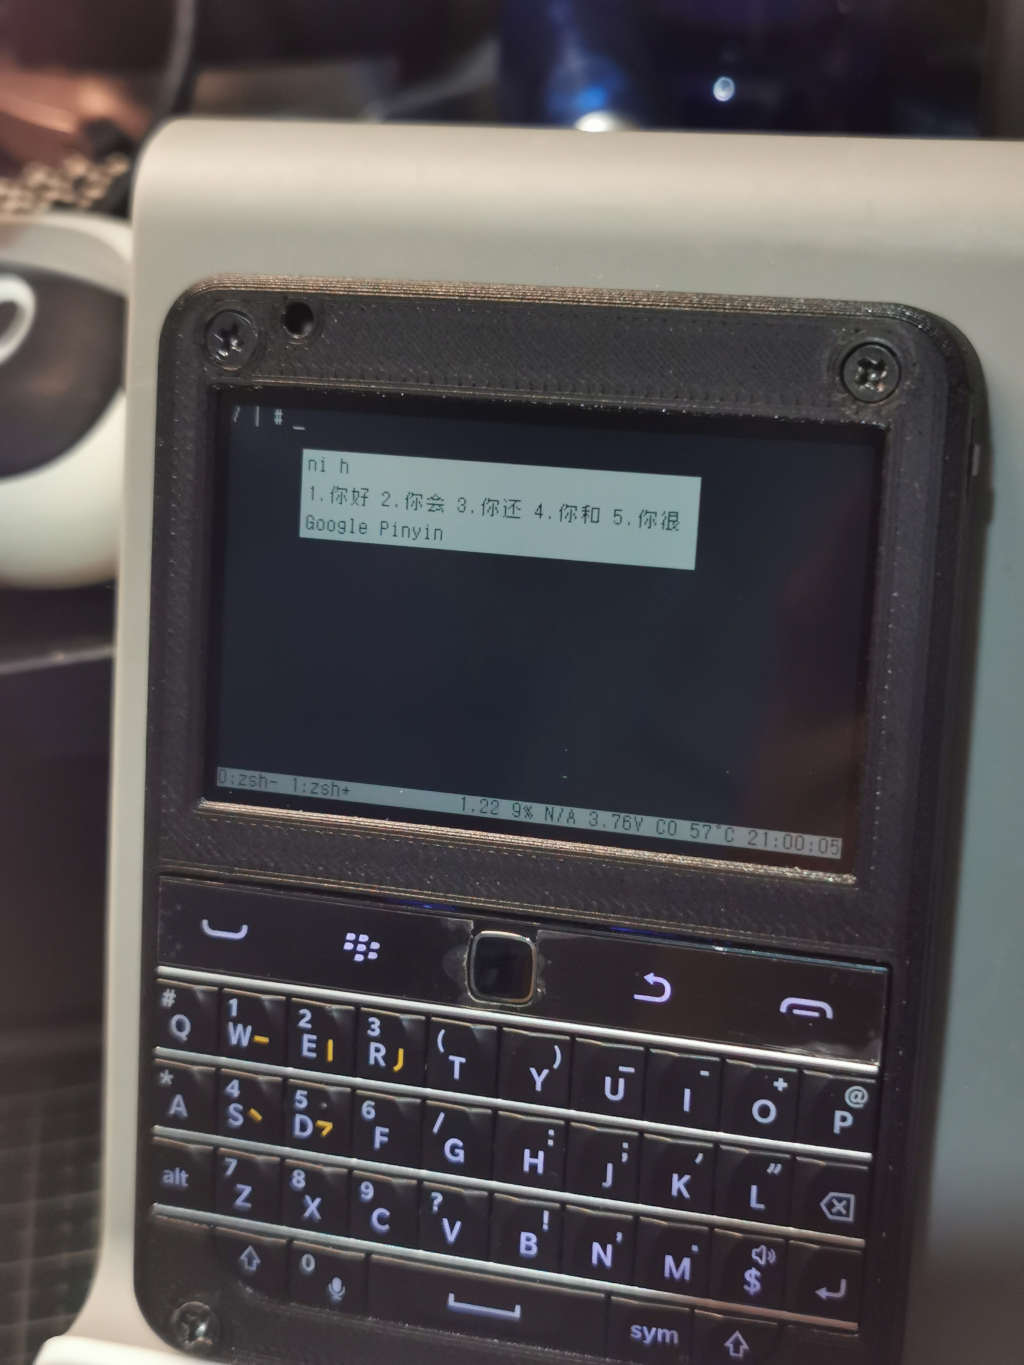 / | # _
ni h
1.你好 2.你会 3.你还 4.你和 5.你很
Google Pinyin
0:zsh- 1:zsh+ 1.22 9% N/A 3.76V C0 57°C 21:00:05
# Q 1 W 2 E 3 R ( T ) Y _ U - I + O @ P
* A 4 S 5 D 6 F / G : H ; J ' K " L
alt 7 Z 8 X 9 C ? V ! B , N . M $
0 sym